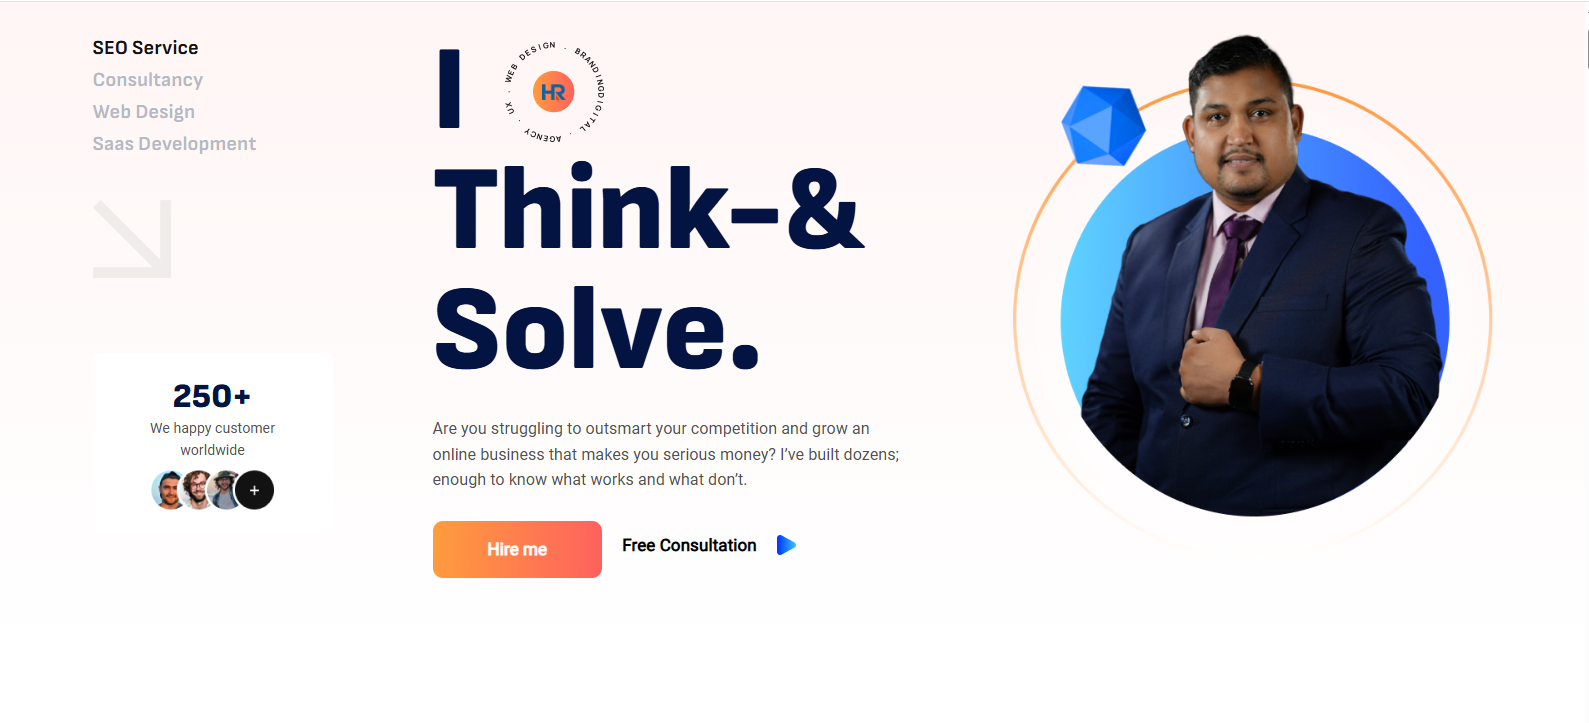 SEO Service
Consultancy
Web Design
Saas Development
250+
We happy customer
worldwide
+
I
WEB DESIGN · BRANDINGDIGITAL · AGENCY · UX ·
HR
Think-&
Solve.
Are you struggling to outsmart your competition and grow an
online business that makes you serious money? I’ve built dozens;
enough to know what works and what don’t.
Hire me
Free Consultation